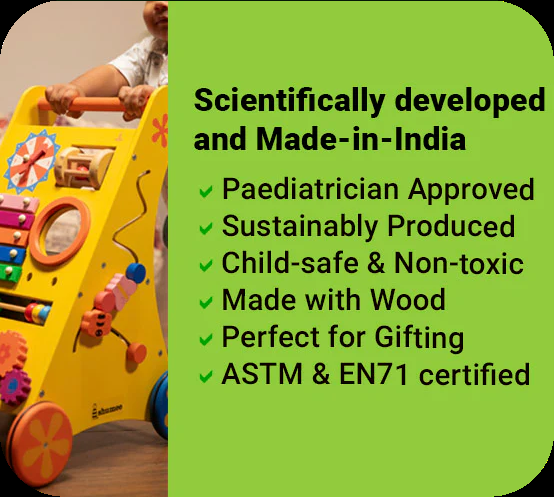 Scientifically developed
and Made-in-India
Paediatrician Approved
Sustainably Produced
Child-safe & Non-toxic
Made with Wood
Perfect for Gifting
ASTM & EN71 certified
shumee